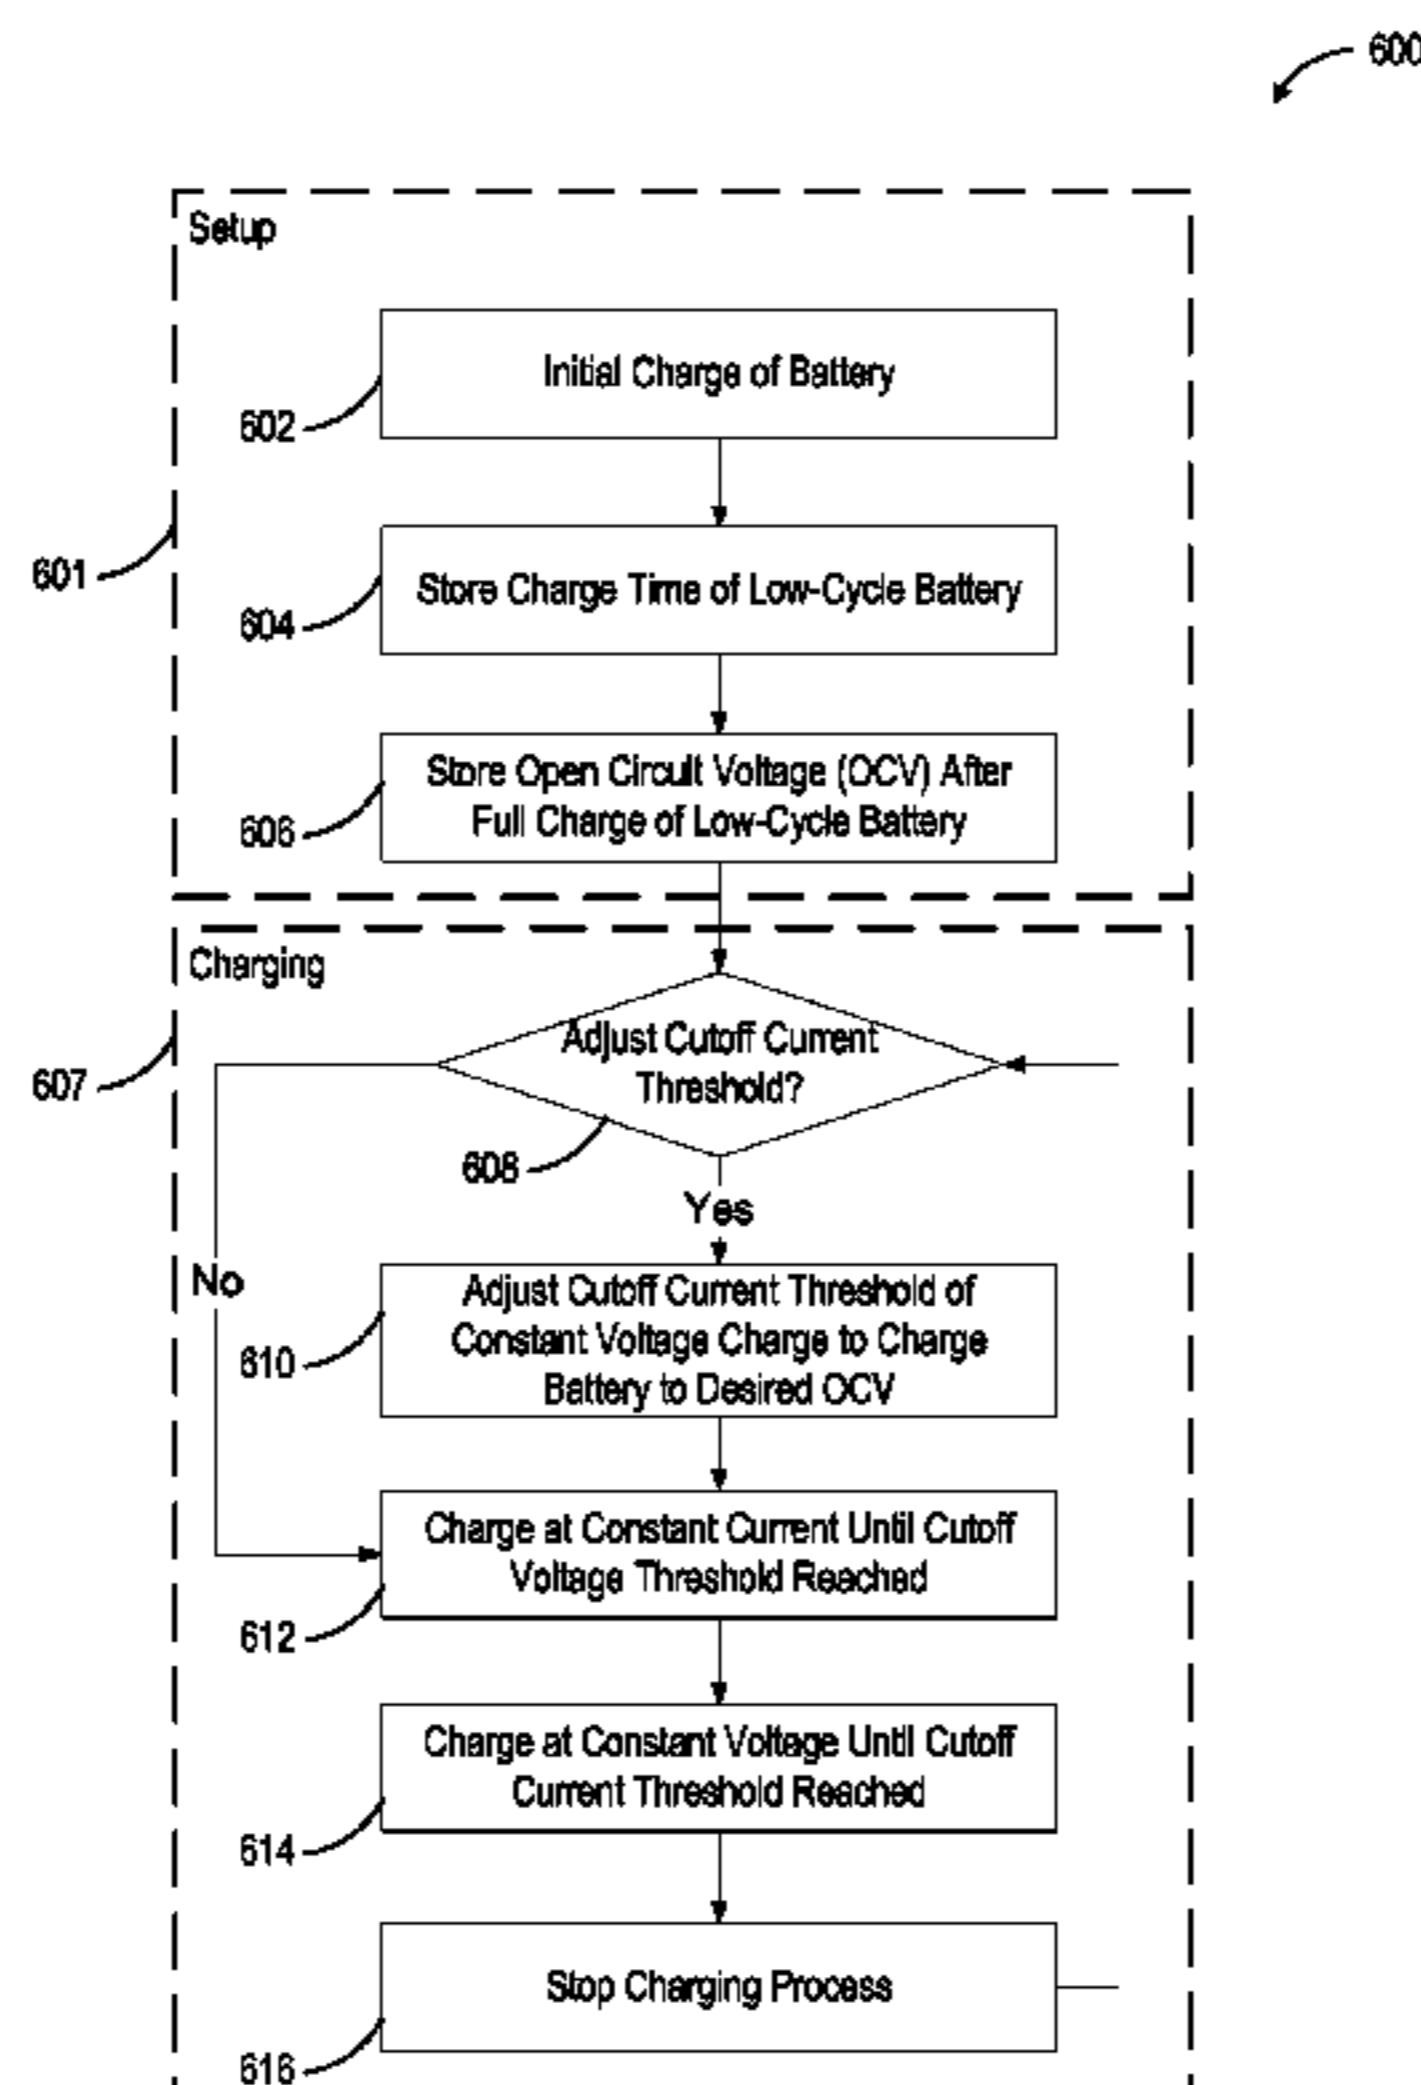 600
Setup
Initial Charge of Battery
602
601
Store Charge Time of Low-Cycle Battery
604
Store Open Circuit Voltage (OCV) After
Full Charge of Low-Cycle Battery
606
Charging
Adjust Cutoff Current
Threshold?
607
608
Yes
No
Adjust Cutoff Current Threshold of
Constant Voltage Charge to Charge
Battery to Desired OCV
610
Charge at Constant Current Until Cutoff
Voltage Threshold Reached
612
Charge at Constant Voltage Until Cutoff
Current Threshold Reached
614
Stop Charging Process
616